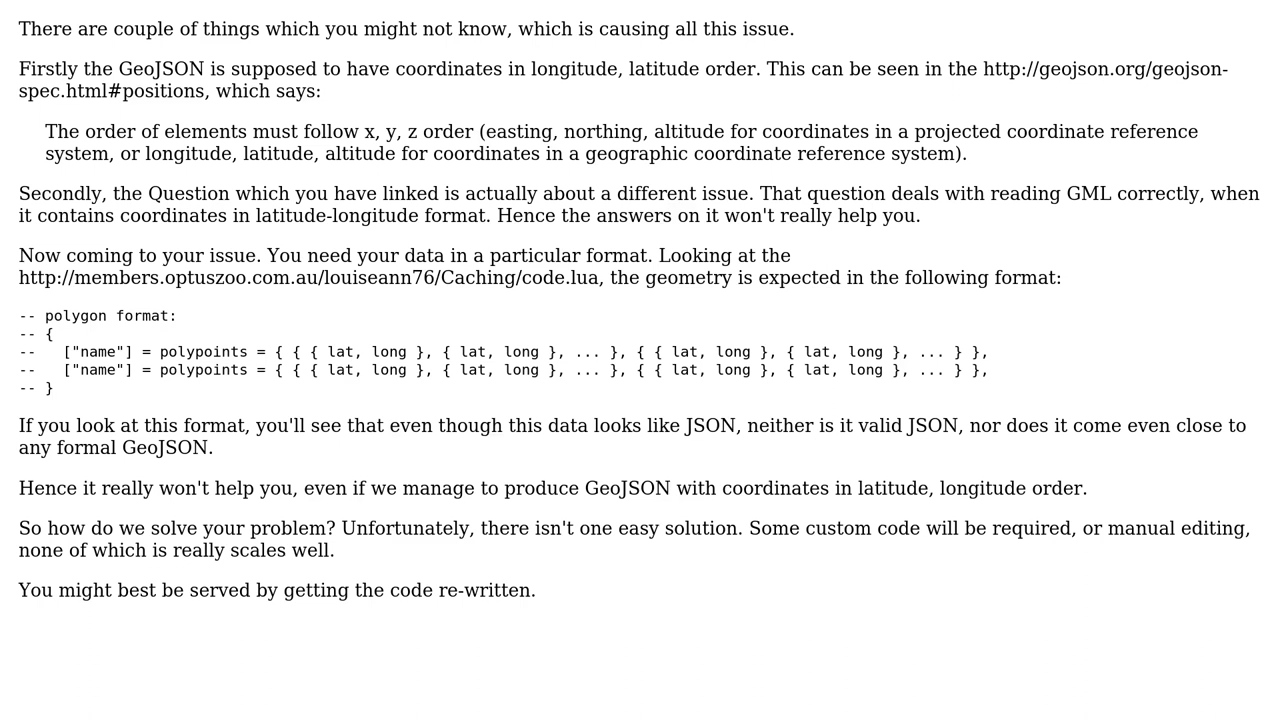 There are couple of things which you might not know, which is causing all this issue.
Firstly the GeoJSON is supposed to have coordinates in longitude, latitude order. This can be seen in the http://geojson.org/geojson-
spec.html#positions, which says:
The order of elements must follow x, y, z order (easting, northing, altitude for coordinates in a projected coordinate reference
system, or longitude, latitude, altitude for coordinates in a geographic coordinate reference system).
Secondly, the Question which you have linked is actually about a different issue. That question deals with reading GML correctly, when
it contains coordinates in latitude-longitude format. Hence the answers on it won't really help you.
Now coming to your issue. You need your data in a particular format. Looking at the
http://members.optuszoo.com.au/louiseann76/Caching/code.lua, the geometry is expected in the following format:
-- polygon format:
-- {
--   ["name"] = polypoints = { { { lat, long }, { lat, long }, ... }, { { lat, long }, { lat, long }, ... } },
--   ["name"] = polypoints = { { { lat, long }, { lat, long }, ... }, { { lat, long }, { lat, long }, ... } },
-- }
If you look at this format, you'll see that even though this data looks like JSON, neither is it valid JSON, nor does it come even close to
any formal GeoJSON.
Hence it really won't help you, even if we manage to produce GeoJSON with coordinates in latitude, longitude order.
So how do we solve your problem? Unfortunately, there isn't one easy solution. Some custom code will be required, or manual editing,
none of which is really scales well.
You might best be served by getting the code re-written.